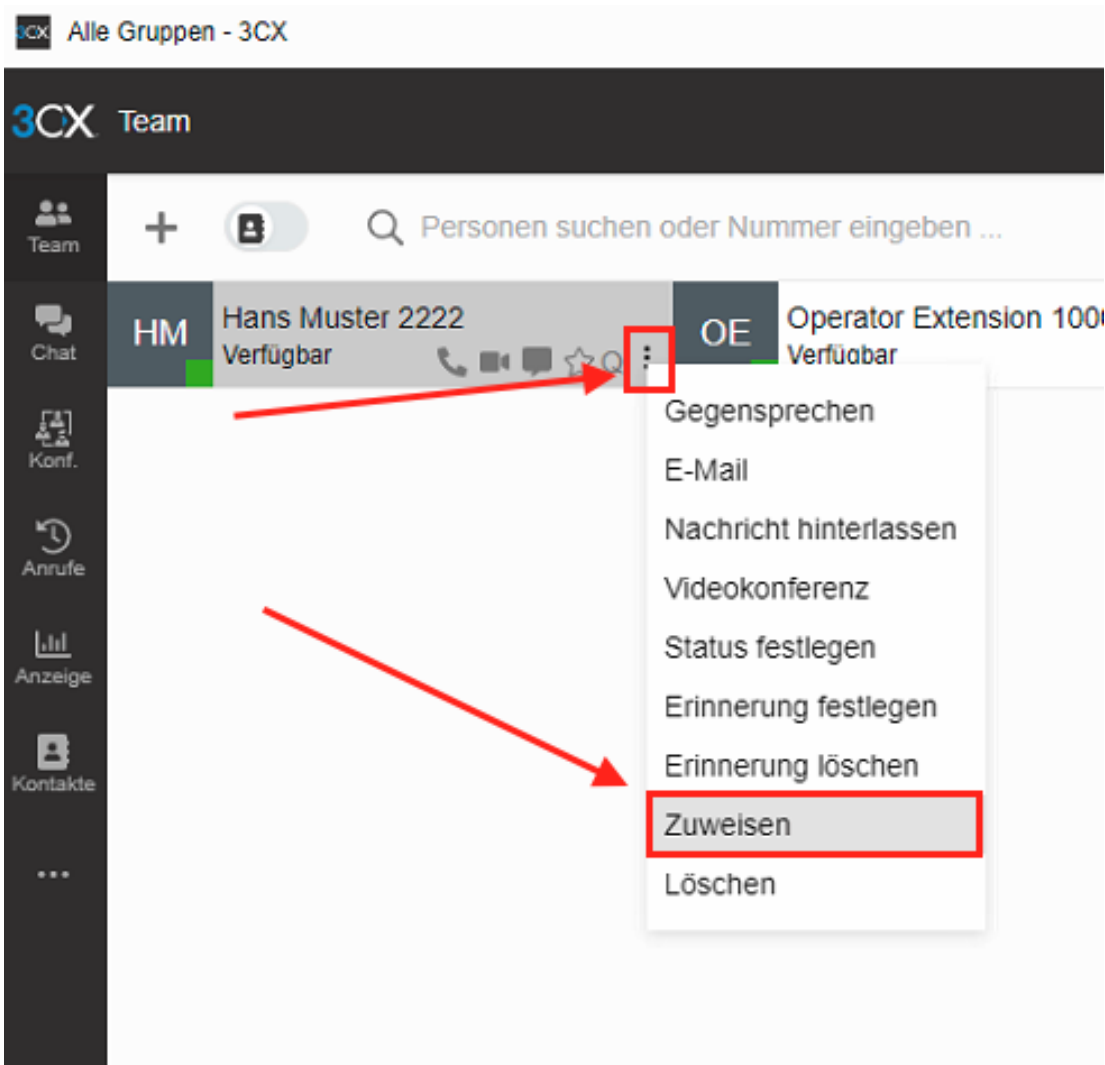 3CX Alle Gruppen - 3CX
3CX Team
Team
Personen suchen oder Nummer eingeben ...
Chat
HM
Hans Muster 2222
Verfügbar
Q
OE
Operator Extension 100
Verfügbar
Konf.
Anrufe
Anzeige
Kontakte
Gegensprechen
E-Mail
Nachricht hinterlassen
Videokonferenz
Status festlegen
Erinnerung festlegen
Erinnerung löschen
Zuweisen
Löschen